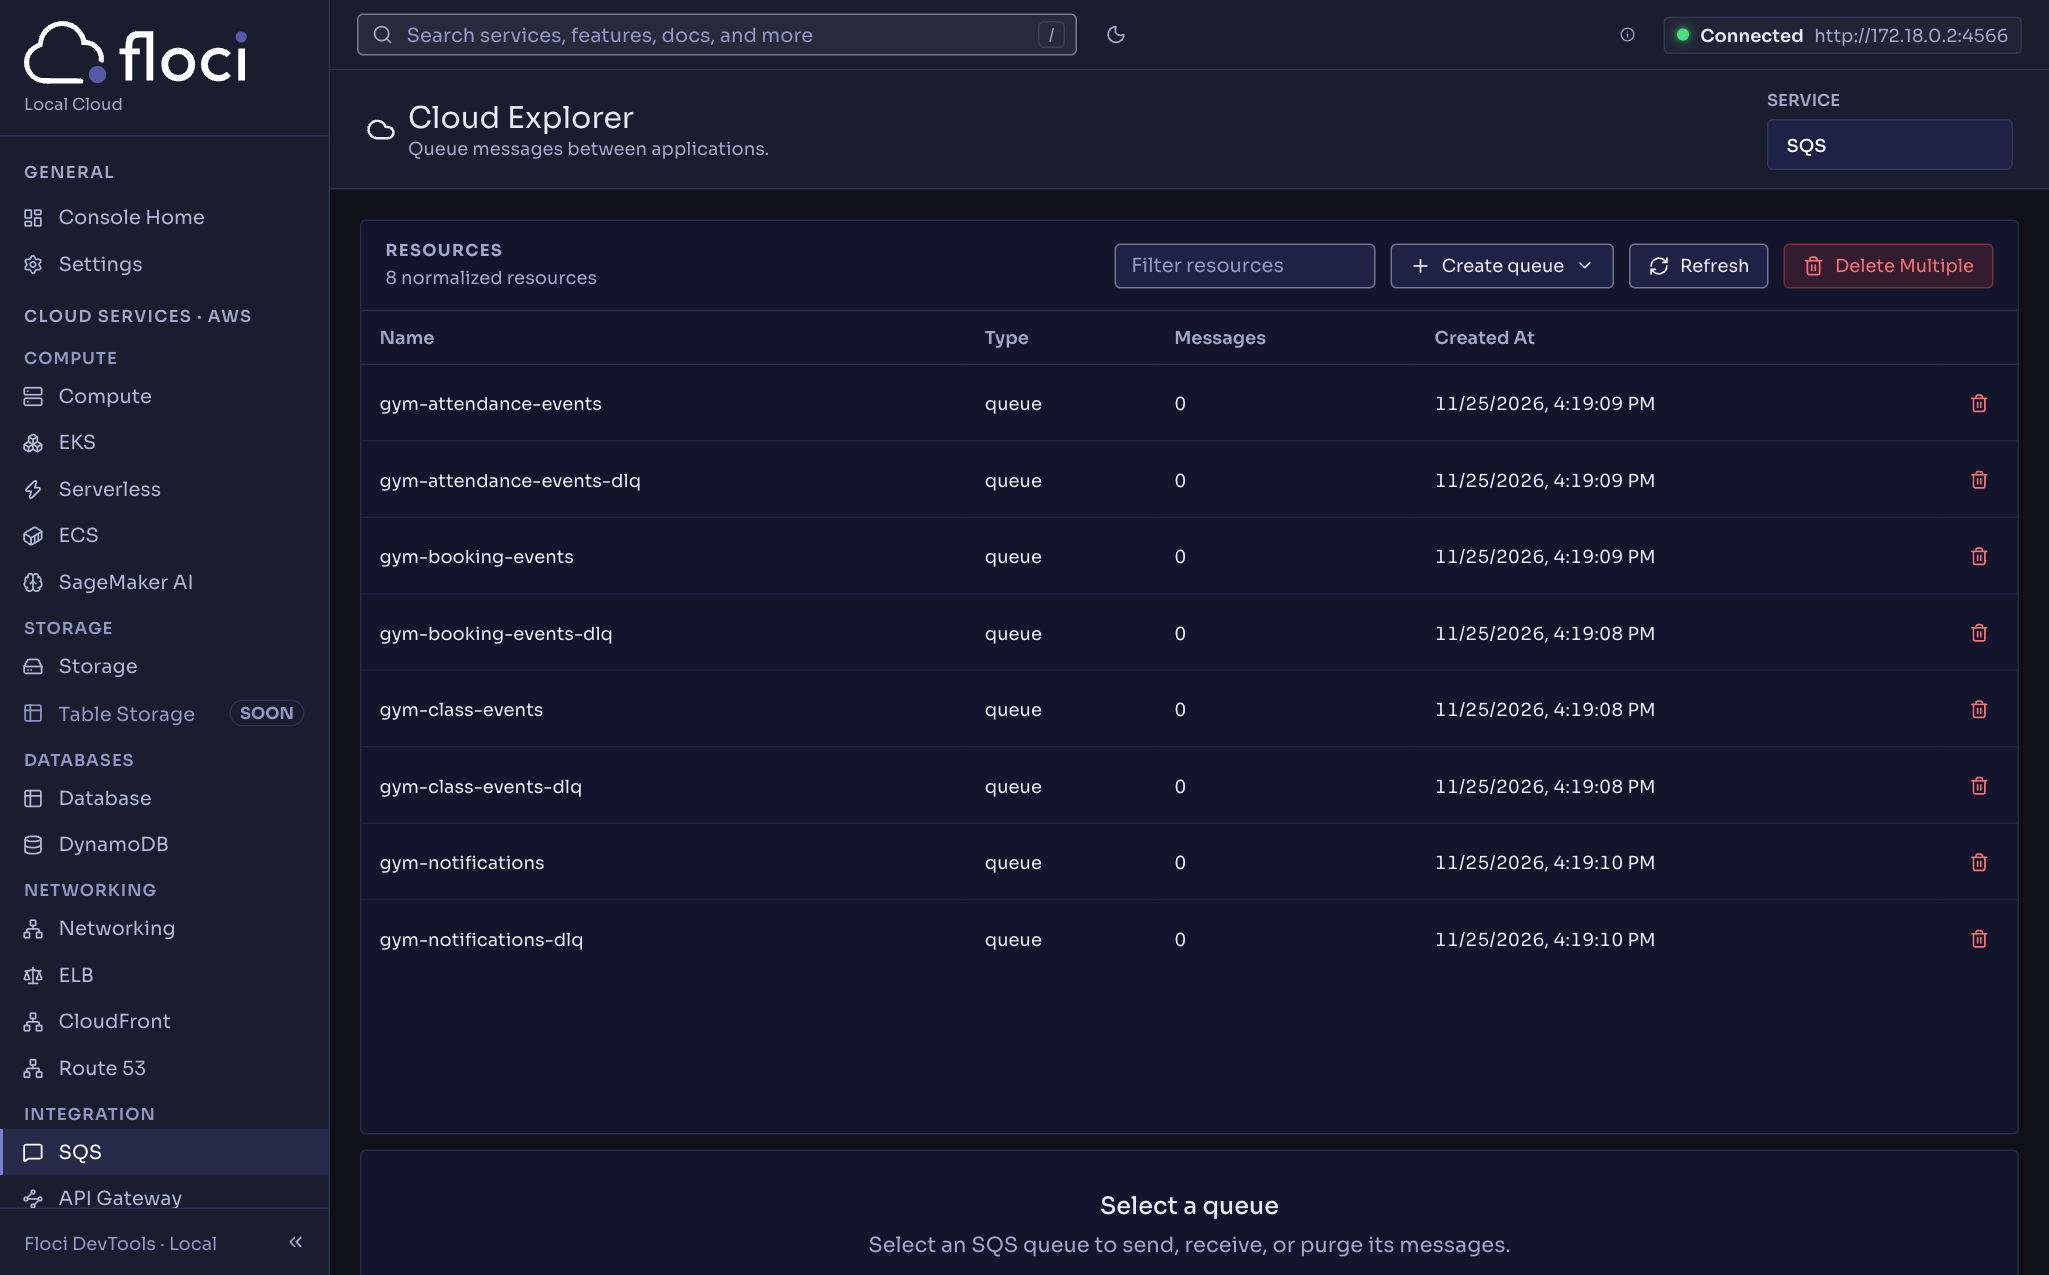 floci
Local Cloud
GENERAL
Console Home
Settings
CLOUD SERVICES · AWS
COMPUTE
Compute
EKS
Serverless
ECS
SageMaker AI
STORAGE
Storage
Table Storage SOON
DATABASES
Database
DynamoDB
NETWORKING
Networking
ELB
CloudFront
Route 53
INTEGRATION
SQS
API Gateway
Floci DevTools · Local
Search services, features, docs, and more /
Connected http://172.18.0.2:4566
Cloud Explorer
Queue messages between applications.
SERVICE
SQS
RESOURCES
8 normalized resources
Filter resources
Create queue
Refresh
Delete Multiple
Name Type Messages Created At
gym-attendance-events queue 0 11/25/2026, 4:19:09 PM
gym-attendance-events-dlq queue 0 11/25/2026, 4:19:09 PM
gym-booking-events queue 0 11/25/2026, 4:19:09 PM
gym-booking-events-dlq queue 0 11/25/2026, 4:19:08 PM
gym-class-events queue 0 11/25/2026, 4:19:08 PM
gym-class-events-dlq queue 0 11/25/2026, 4:19:08 PM
gym-notifications queue 0 11/25/2026, 4:19:10 PM
gym-notifications-dlq queue 0 11/25/2026, 4:19:10 PM
Select a queue
Select an SQS queue to send, receive, or purge its messages.